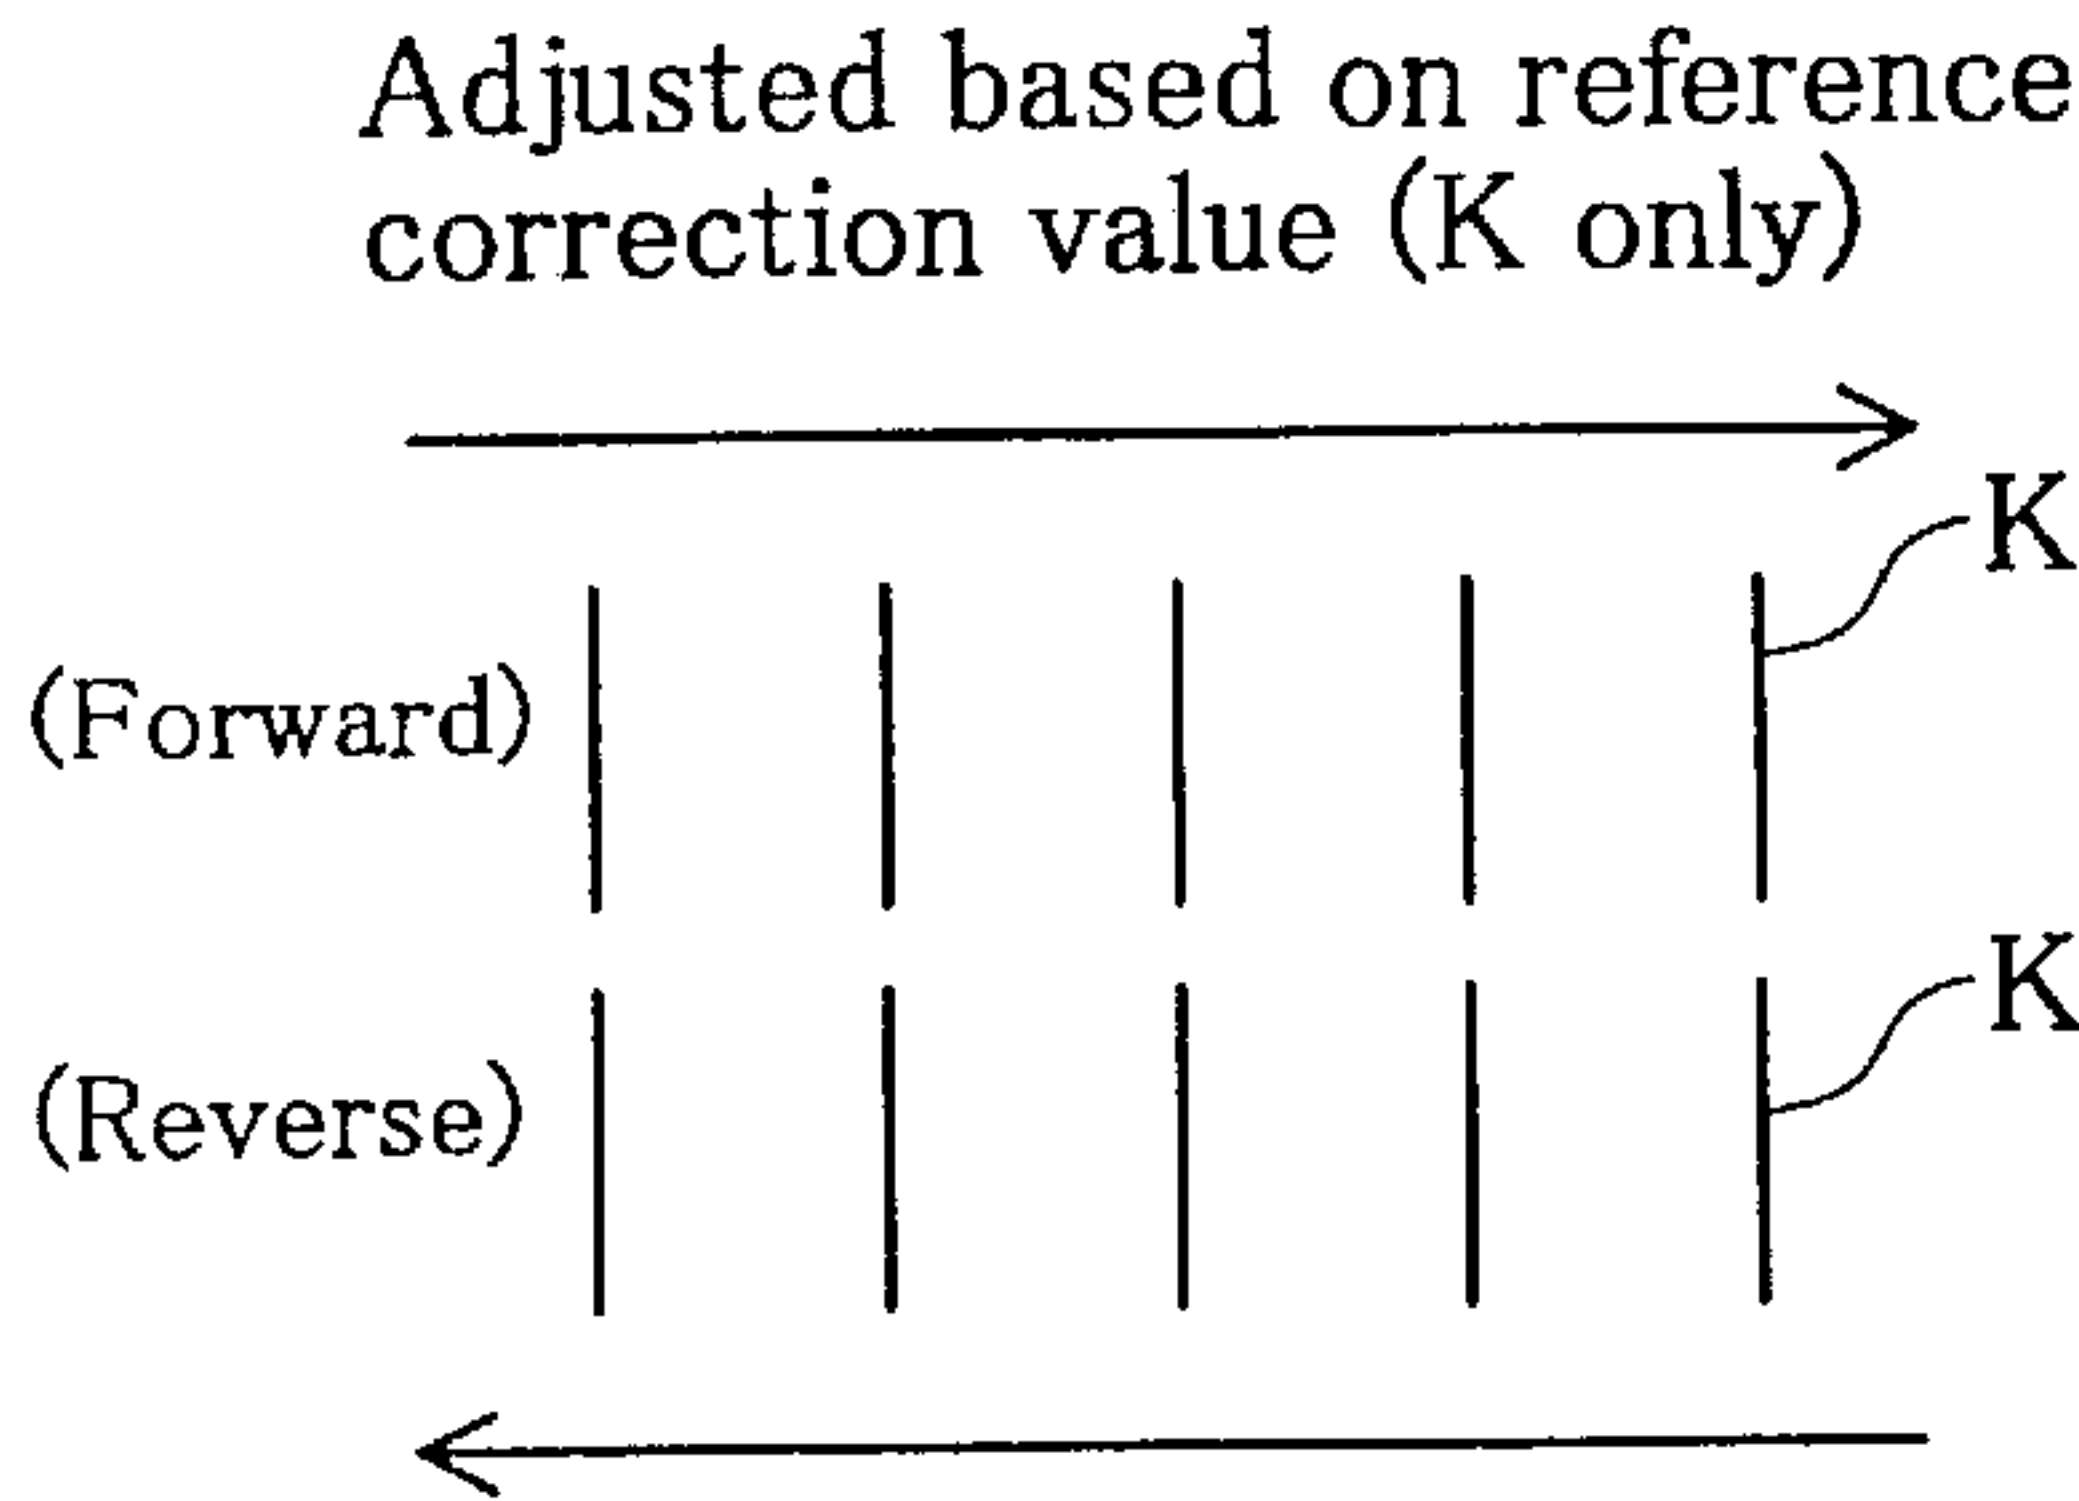 Adjusted based on reference
correction value (K only)
K
(Forward)
K
(Reverse)